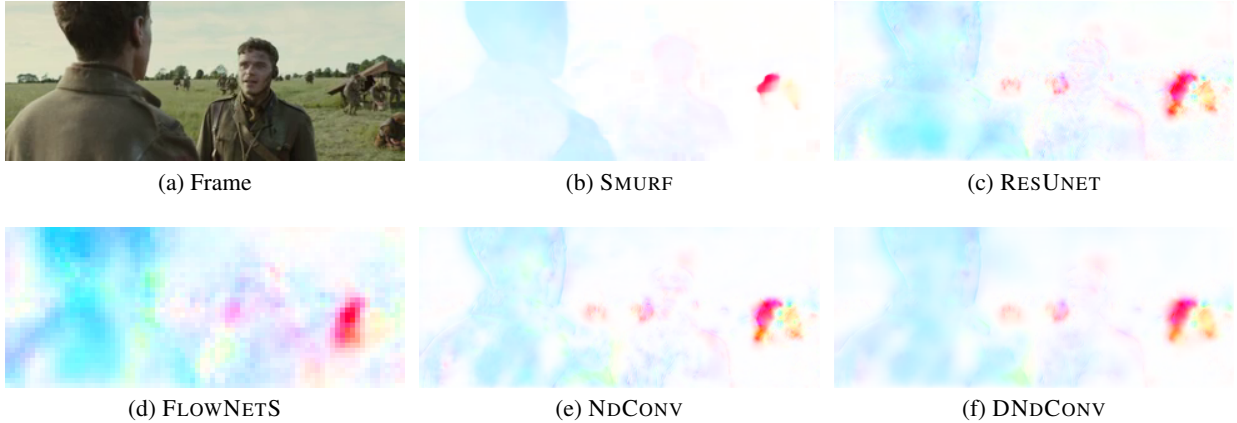 (a) Frame
(b) SMURF
(c) RESUNET
(d) FLOWNETS
(e) NDCONV
(f) DNDCONV